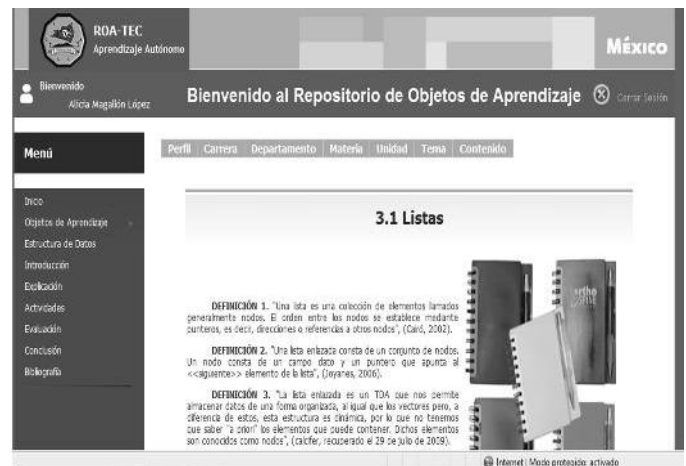 ROA-TEC
Aprendizaje Autónomo
México
Bienvenido
Alicia Magallón López
Bienvenido al Repositorio de Objetos de Aprendizaje
Cerrar Sesión
Menú
Perfil Carrera Departamento Materia Unidad Tema Contenido
Inicio
Objetos de Aprendizaje
Estructura de Datos
Introducción
Explicación
Actividades
Evaluación
Conclusión
Bibliografía
3.1 Listas
DEFINICIÓN 1. "Una lista es una colección de elementos llamados
generalmente nodos. El orden entre los nodos se establece mediante
punteros, es decir, direcciones o referencias a otros nodos", (Cairó, 2002).
DEFINICIÓN 2. "Una lista enlazada consta de un conjunto de nodos.
Un nodo consta de un campo dato y un puntero que apunta al
<<siguiente>> elemento de la lista", (Joyanes, 2006).
DEFINICIÓN 3. "La lista enlazada es un TDA que nos permite
almacenar datos de una forma organizada, al igual que los vectores pero, a
diferencia de estos, esta estructura es dinámica, por lo que no tenemos
que saber "a priori" los elementos que puede contener. Dichos elementos
son conocidos como nodos", (calcifer, recuperado el 29 de julio de 2009).
Internet | Modo protegido: activado